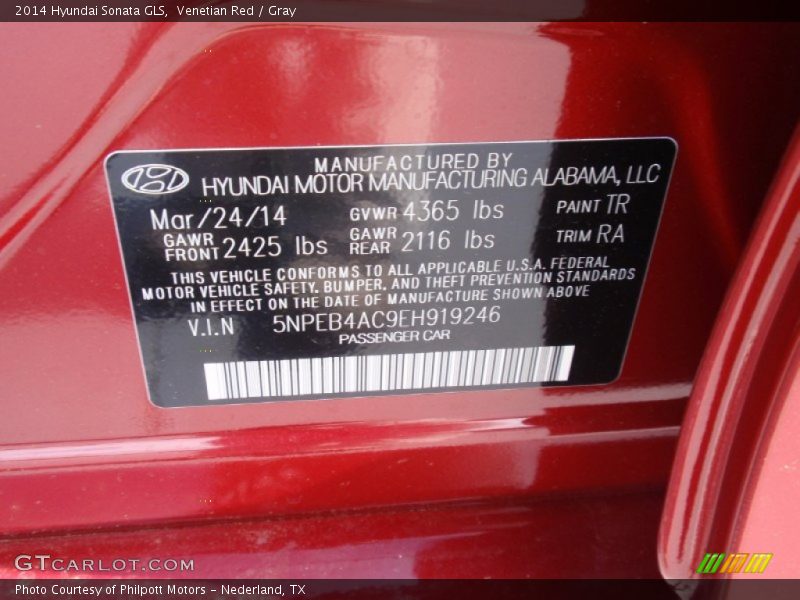 2014 Hyundai Sonata GLS, Venetian Red / Gray
MANUFACTURED BY
HYUNDAI MOTOR MANUFACTURING ALABAMA, LLC
Mar/24/14 GVWR 4365 lbs PAINT TR
GAWR FRONT 2425 lbs GAWR REAR 2116 lbs TRIM RA
THIS VEHICLE CONFORMS TO ALL APPLICABLE U.S.A. FEDERAL
MOTOR VEHICLE SAFETY, BUMPER, AND THEFT PREVENTION STANDARDS
IN EFFECT ON THE DATE OF MANUFACTURE SHOWN ABOVE
V.I.N 5NPEB4AC9EH919246
PASSENGER CAR
GTCARLOT.COM
Photo Courtesy of Philpott Motors – Nederland, TX